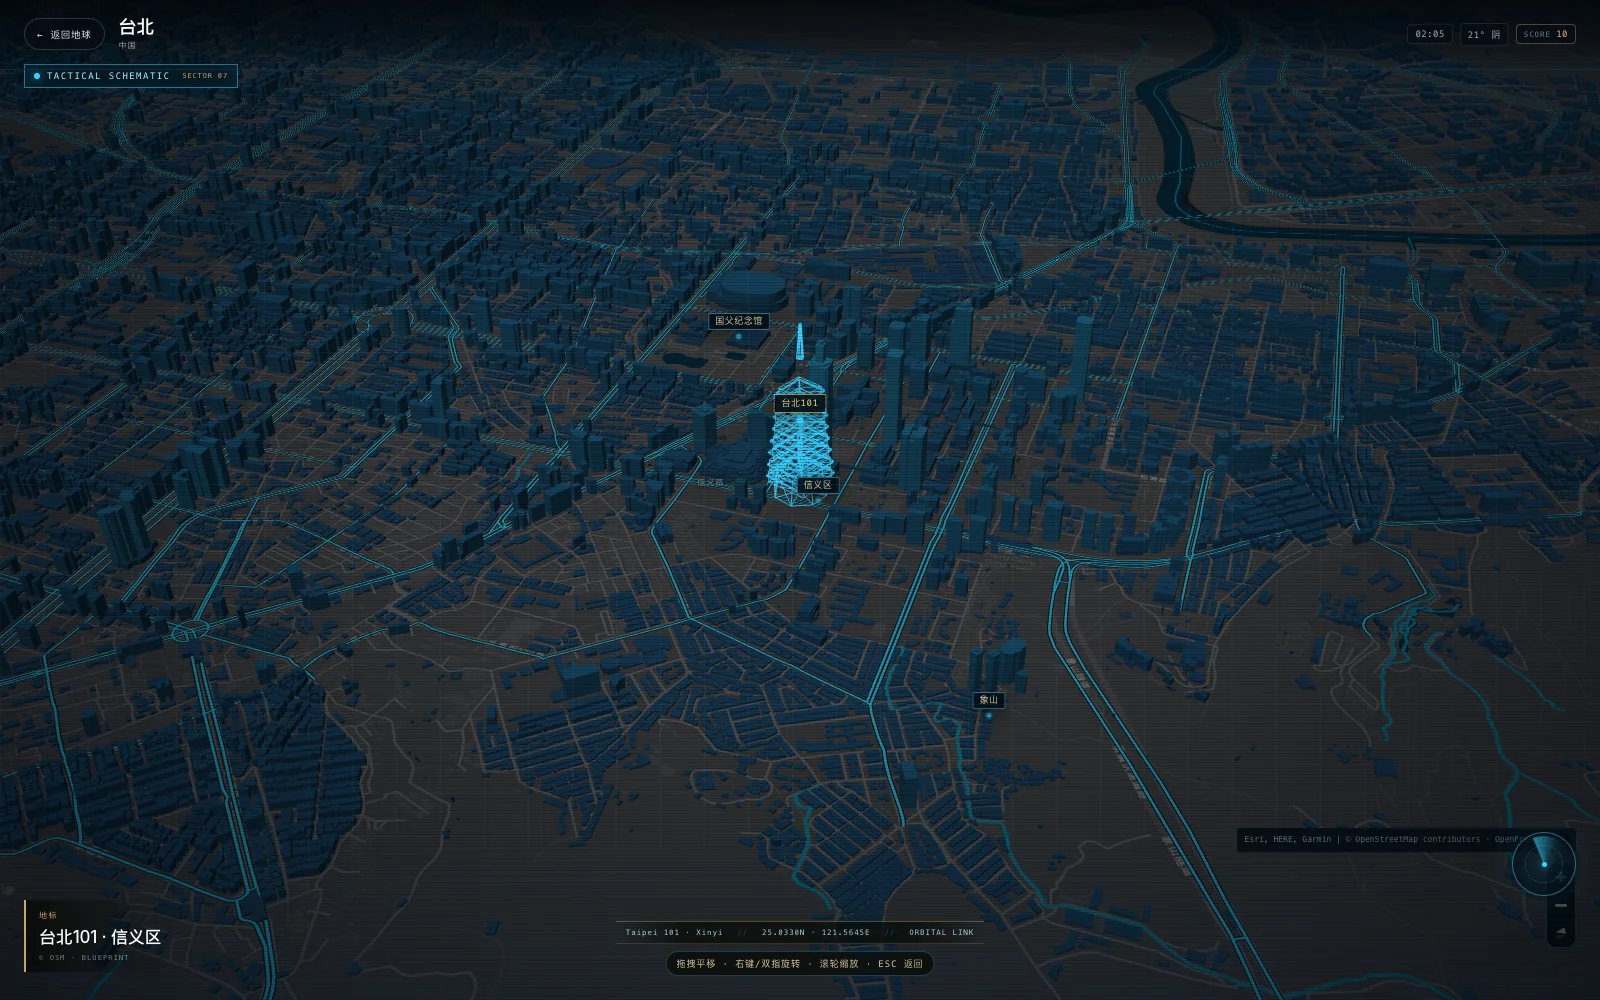 ← 返回地球
台北
中国
02:05
21° 阴
SCORE 10
TACTICAL SCHEMATIC SECTOR 07
国父纪念馆
台北101
信义路
信义区
象山
Esri, HERE, Garmin | © OpenStreetMap contributors · OpenFr
地标
台北101 · 信义区
© OSM · BLUEPRINT
Taipei 101 · Xinyi // 25.0330N · 121.5645E // ORBITAL LINK
拖拽平移 · 右键/双指旋转 · 滚轮缩放 · ESC 返回